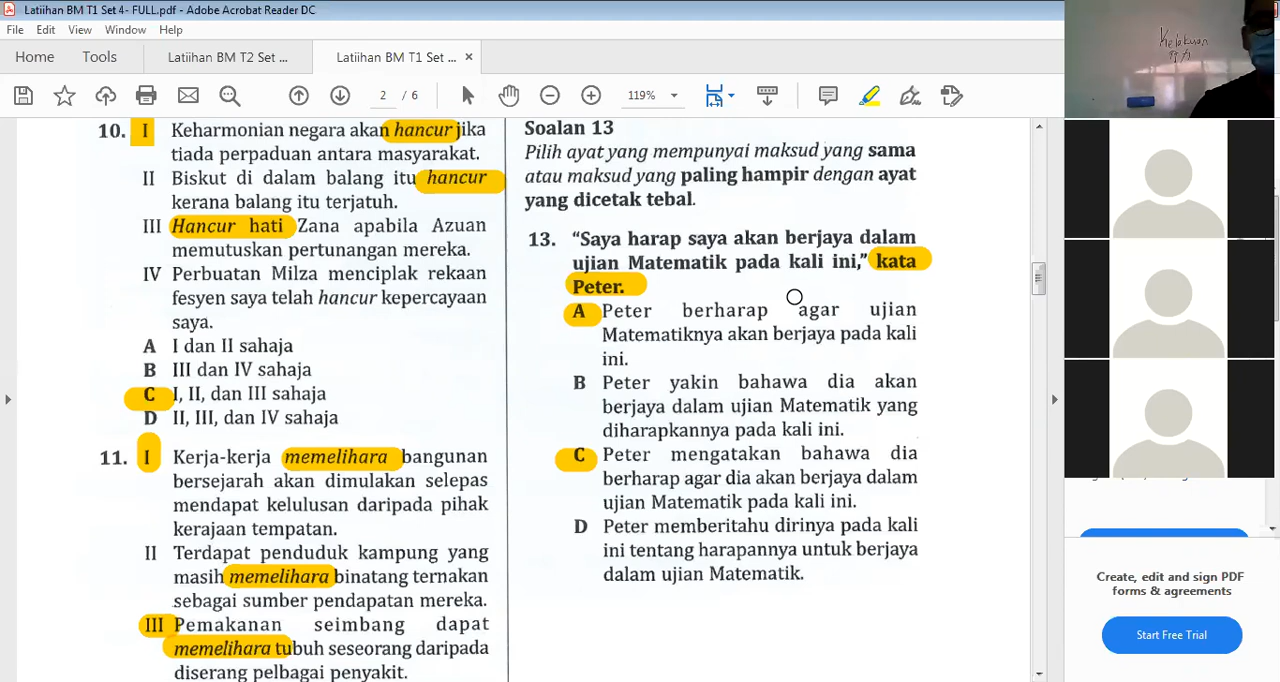 Latiihan BM T1 Set 4- FULL.pdf - Adobe Acrobat Reader DC
File Edit View Window Help
Home Tools Latiihan BM T2 Set ... Latiihan BM T1 Set ... ×
2 / 6 119%
10. I Keharmonian negara akan hancur jika
tiada perpaduan antara masyarakat.
II Biskut di dalam balang itu hancur
kerana balang itu terjatuh.
III Hancur hati Zana apabila Azuan
memutuskan pertunangan mereka.
IV Perbuatan Milza menciplak rekaan
fesyen saya telah hancur kepercayaan
saya.
A I dan II sahaja
B III dan IV sahaja
C I, II, dan III sahaja
D II, III, dan IV sahaja
11. I Kerja-kerja memelihara bangunan
bersejarah akan dimulakan selepas
mendapat kelulusan daripada pihak
kerajaan tempatan.
II Terdapat penduduk kampung yang
masih memelihara binatang ternakan
sebagai sumber pendapatan mereka.
III Pemakanan seimbang dapat
memelihara tubuh seseorang daripada
diserang pelbagai penyakit.
Soalan 13
Pilih ayat yang mempunyai maksud yang sama
atau maksud yang paling hampir dengan ayat
yang dicetak tebal.
13. “Saya harap saya akan berjaya dalam
ujian Matematik pada kali ini,” kata
Peter.
A Peter berharap agar ujian
Matematiknya akan berjaya pada kali
ini.
B Peter yakin bahawa dia akan
berjaya dalam ujian Matematik yang
diharapkannya pada kali ini.
C Peter mengatakan bahawa dia
berharap agar dia akan berjaya dalam
ujian Matematik pada kali ini.
D Peter memberitahu dirinya pada kali
ini tentang harapannya untuk berjaya
dalam ujian Matematik.
Kelakuan
Create, edit and sign PDF
forms & agreements
Start Free Trial